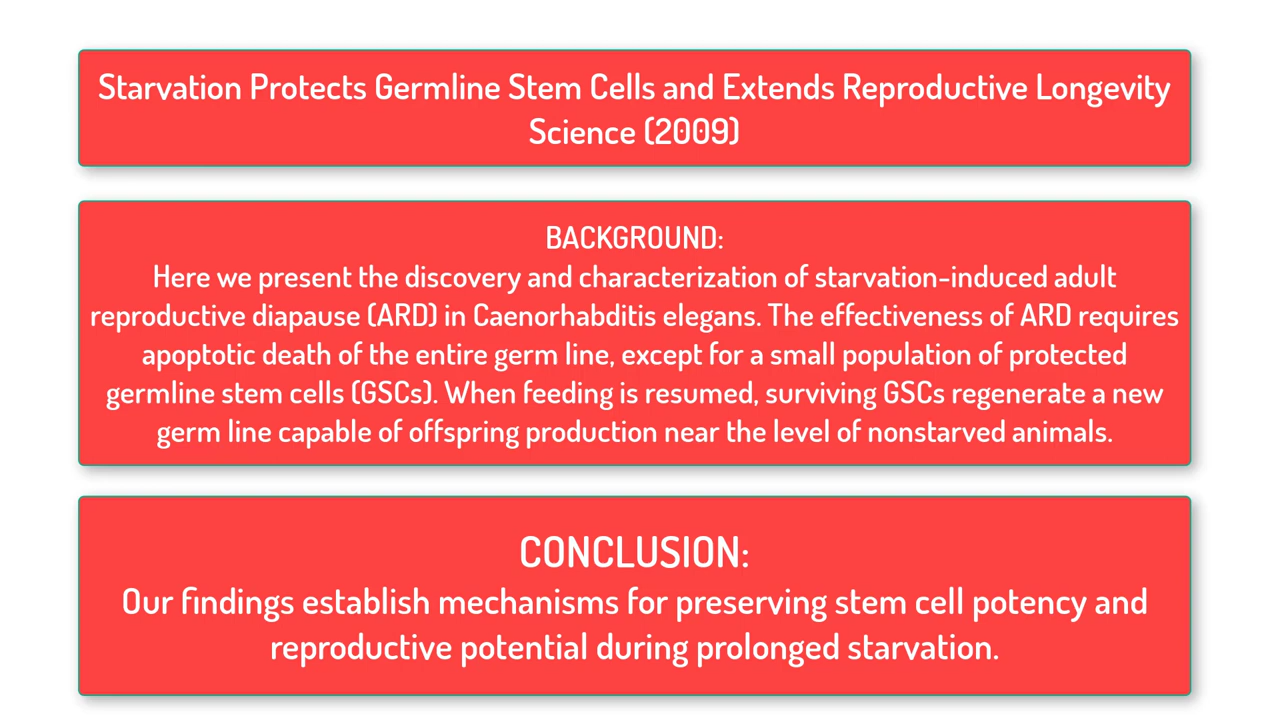 Starvation Protects Germline Stem Cells and Extends Reproductive Longevity
Science (2009)
BACKGROUND:
Here we present the discovery and characterization of starvation-induced adult
reproductive diapause (ARD) in Caenorhabditis elegans. The effectiveness of ARD requires
apoptotic death of the entire germ line, except for a small population of protected
germline stem cells (GSCs). When feeding is resumed, surviving GSCs regenerate a new
germ line capable of offspring production near the level of nonstarved animals.
CONCLUSION:
Our findings establish mechanisms for preserving stem cell potency and
reproductive potential during prolonged starvation.